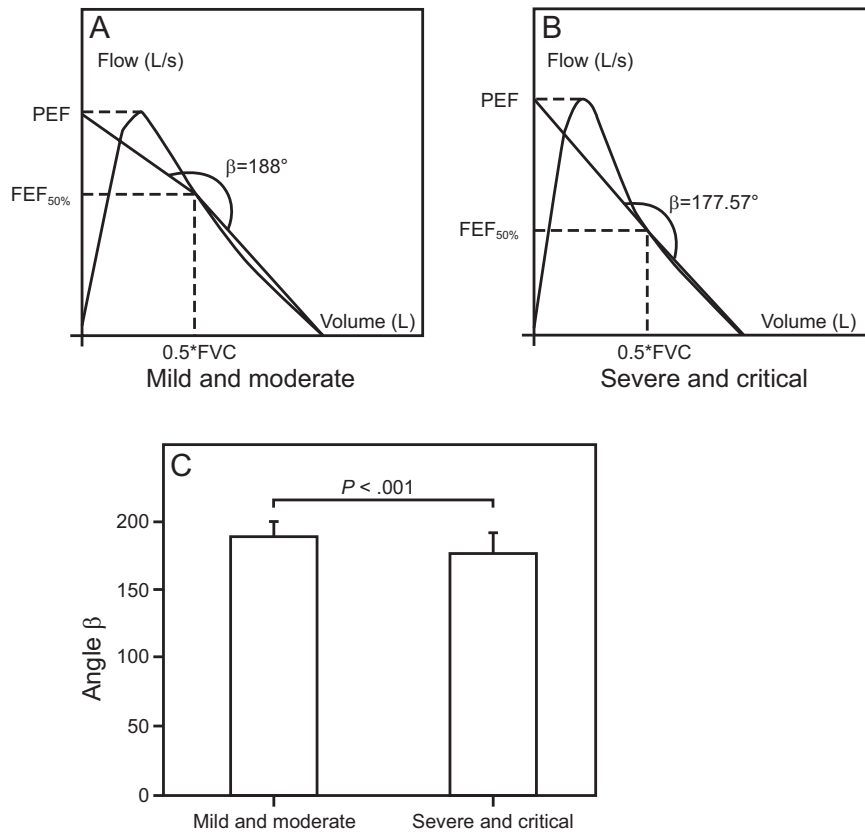 A
Flow (L/s)
PEF
β=188°
FEF50%
Volume (L)
0.5*FVC
Mild and moderate
B
Flow (L/s)
PEF
β=177.57°
FEF50%
Volume (L)
0.5*FVC
Severe and critical
C
P < .001
200
150
100
50
0
Angle β
Mild and moderate
Severe and critical